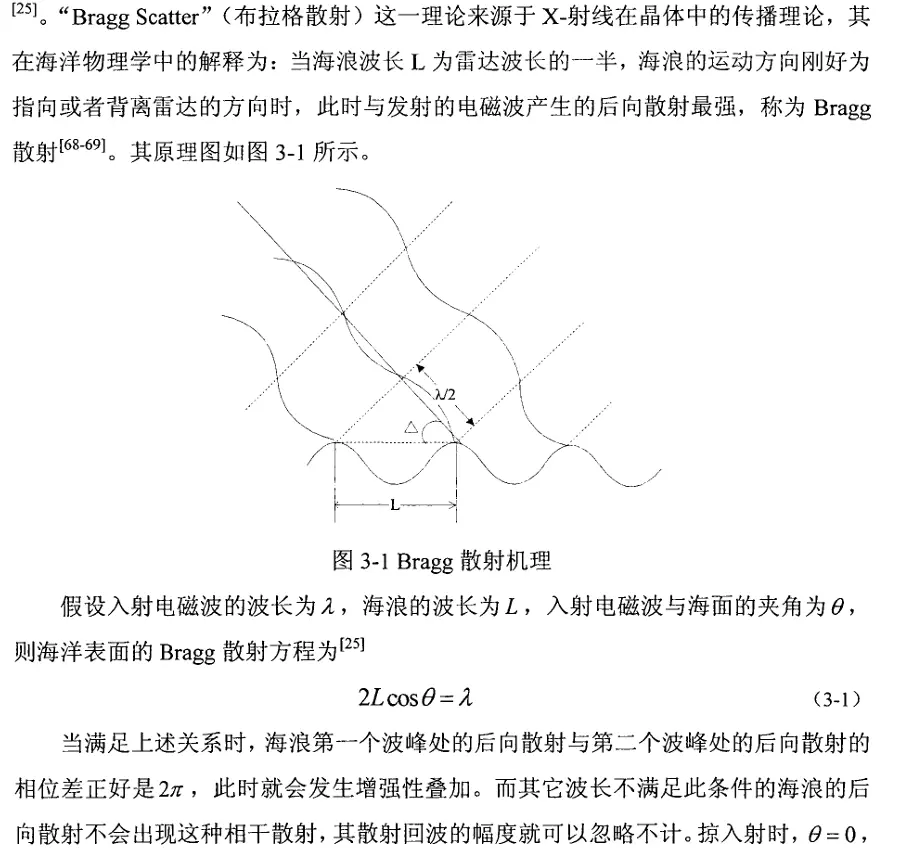 [25]。“Bragg Scatter”（布拉格散射）这一理论来源于 X-射线在晶体中的传播理论，其
在海洋物理学中的解释为：当海浪波长 L 为雷达波长的一半，海浪的运动方向刚好为
指向或者背离雷达的方向时，此时与发射的电磁波产生的后向散射最强，称为 Bragg
散射[68-69]。其原理图如图 3-1 所示。
λ/2
△
L
图 3-1 Bragg 散射机理
假设入射电磁波的波长为λ，海浪的波长为L，入射电磁波与海面的夹角为θ，
则海洋表面的 Bragg 散射方程为[25]
2Lcosθ=λ （3-1）
当满足上述关系时，海浪第一个波峰处的后向散射与第二个波峰处的后向散射的
相位差正好是2π，此时就会发生增强性叠加。而其它波长不满足此条件的海浪的后
向散射不会出现这种相干散射，其散射回波的幅度就可以忽略不计。掠入射时，θ=0，